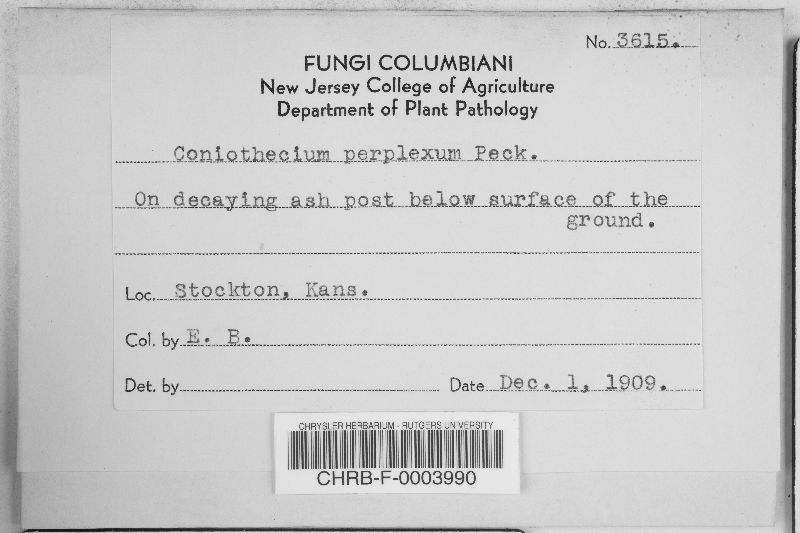 No. 3615.
FUNGI COLUMBIANI
New Jersey College of Agriculture
Department of Plant Pathology
Coniothecium perplexum Peck.
On decaying ash post below surface of the
ground.
Loc. Stockton, Kans.
Col. by E. B.
Det. by Date Dec. 1, 1909.
CHRYSLER HERBARIUM - RUTGERS UNIVERSITY
CHRB-F-0003990